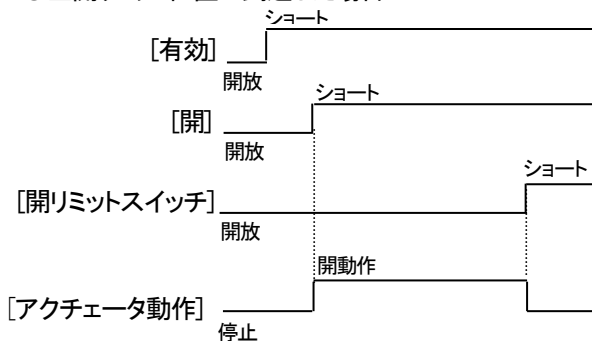 ショート
[有効]
開放
ショート
[開]
開放
ショート
[開リミットスイッチ]
開放
開動作
[アクチェータ動作]
停止